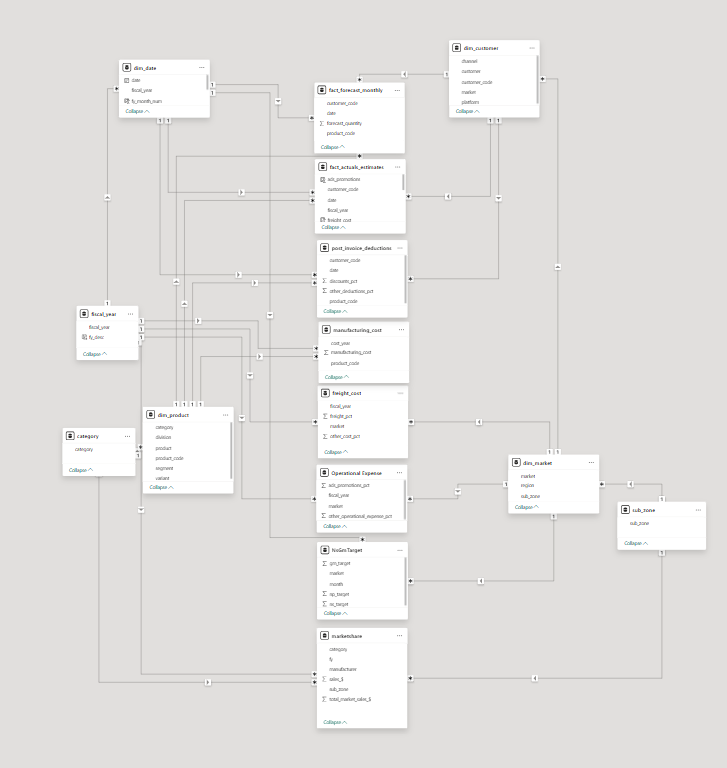 dim_date
date
fiscal_year
fy_month_num
Collapse
dim_customer
channel
customer
customer_code
market
platform
Collapse
fact_forecast_monthly
customer_code
date
forecast_quantity
product_code
Collapse
fact_actuals_estimates
ads_promotions
customer_code
date
fiscal_year
freight_cost
Collapse
post_invoice_deductions
customer_code
date
discounts_pct
other_deductions_pct
product_code
Collapse
fiscal_year
fiscal_year
fy_desc
Collapse
manufacturing_cost
cost_year
manufacturing_cost
product_code
Collapse
freight_cost
fiscal_year
freight_pct
market
other_cost_pct
Collapse
dim_product
category
division
product
product_code
segment
variant
Collapse
category
category
Collapse
Operational Expense
ads_promotions_pct
fiscal_year
market
other_operational_expense_pct
Collapse
dim_market
market
region
sub_zone
Collapse
sub_zone
sub_zone
Collapse
NsGmTarget
gm_target
market
month
np_target
ns_target
Collapse
marketshare
category
fy
manufacturer
sales_$
sub_zone
total_market_sales_$
Collapse